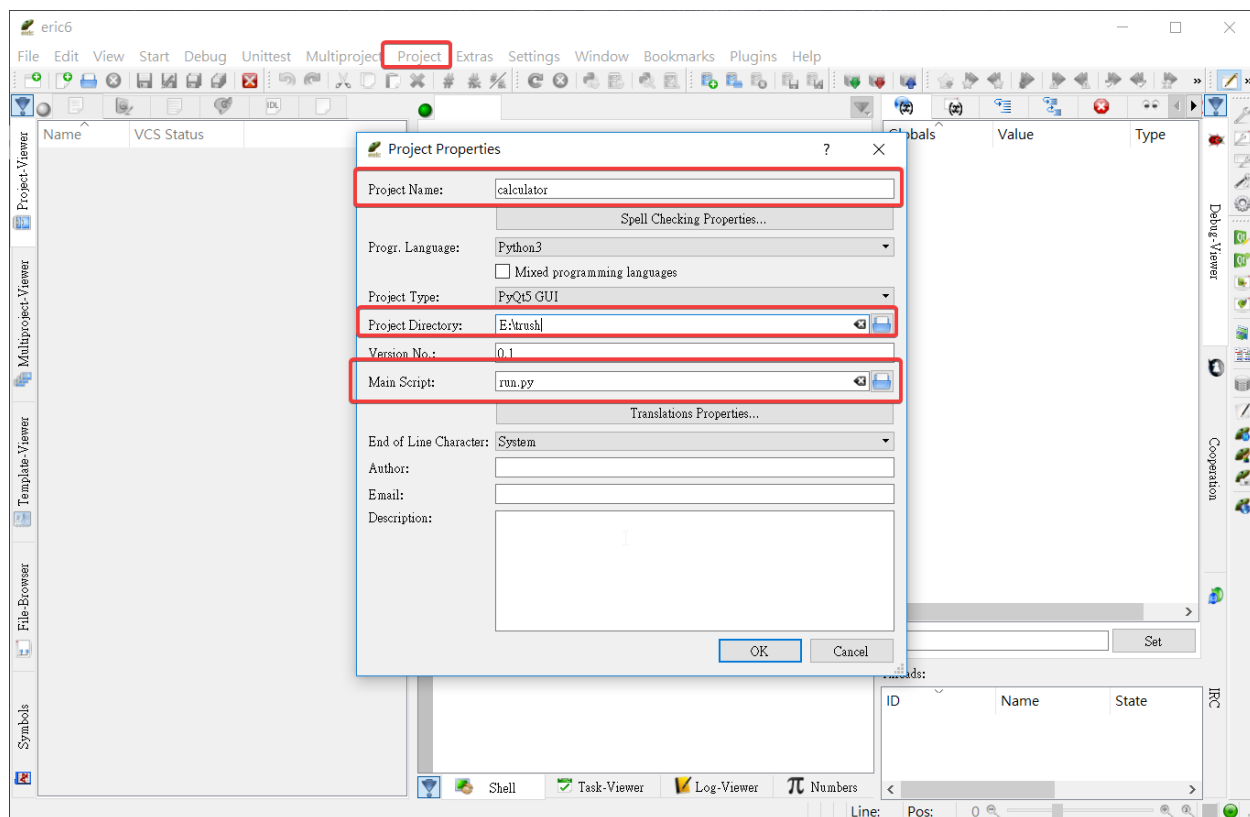 eric6
File Edit View Start Debug Unittest Multiproject Project Extras Settings Window Bookmarks Plugins Help
IDL
Name VCS Status
Globals Value Type
Project-Viewer
Multiproject-Viewer
Template-Viewer
File-Browser
Symbols
Project Properties ?
Project Name: calculator
Spell Checking Properties...
Progr. Language: Python3
Mixed programming languages
Project Type: PyQt5 GUI
Project Directory: E:\trush
Version No.: 0.1
Main Script: run.py
Translations Properties...
End of Line Character: System
Author:
Email:
Description:
OK Cancel
Set
Threads:
ID Name State
Debug-Viewer
Cooperation
IRC
Shell Task-Viewer Log-Viewer Numbers
Line: Pos: 0